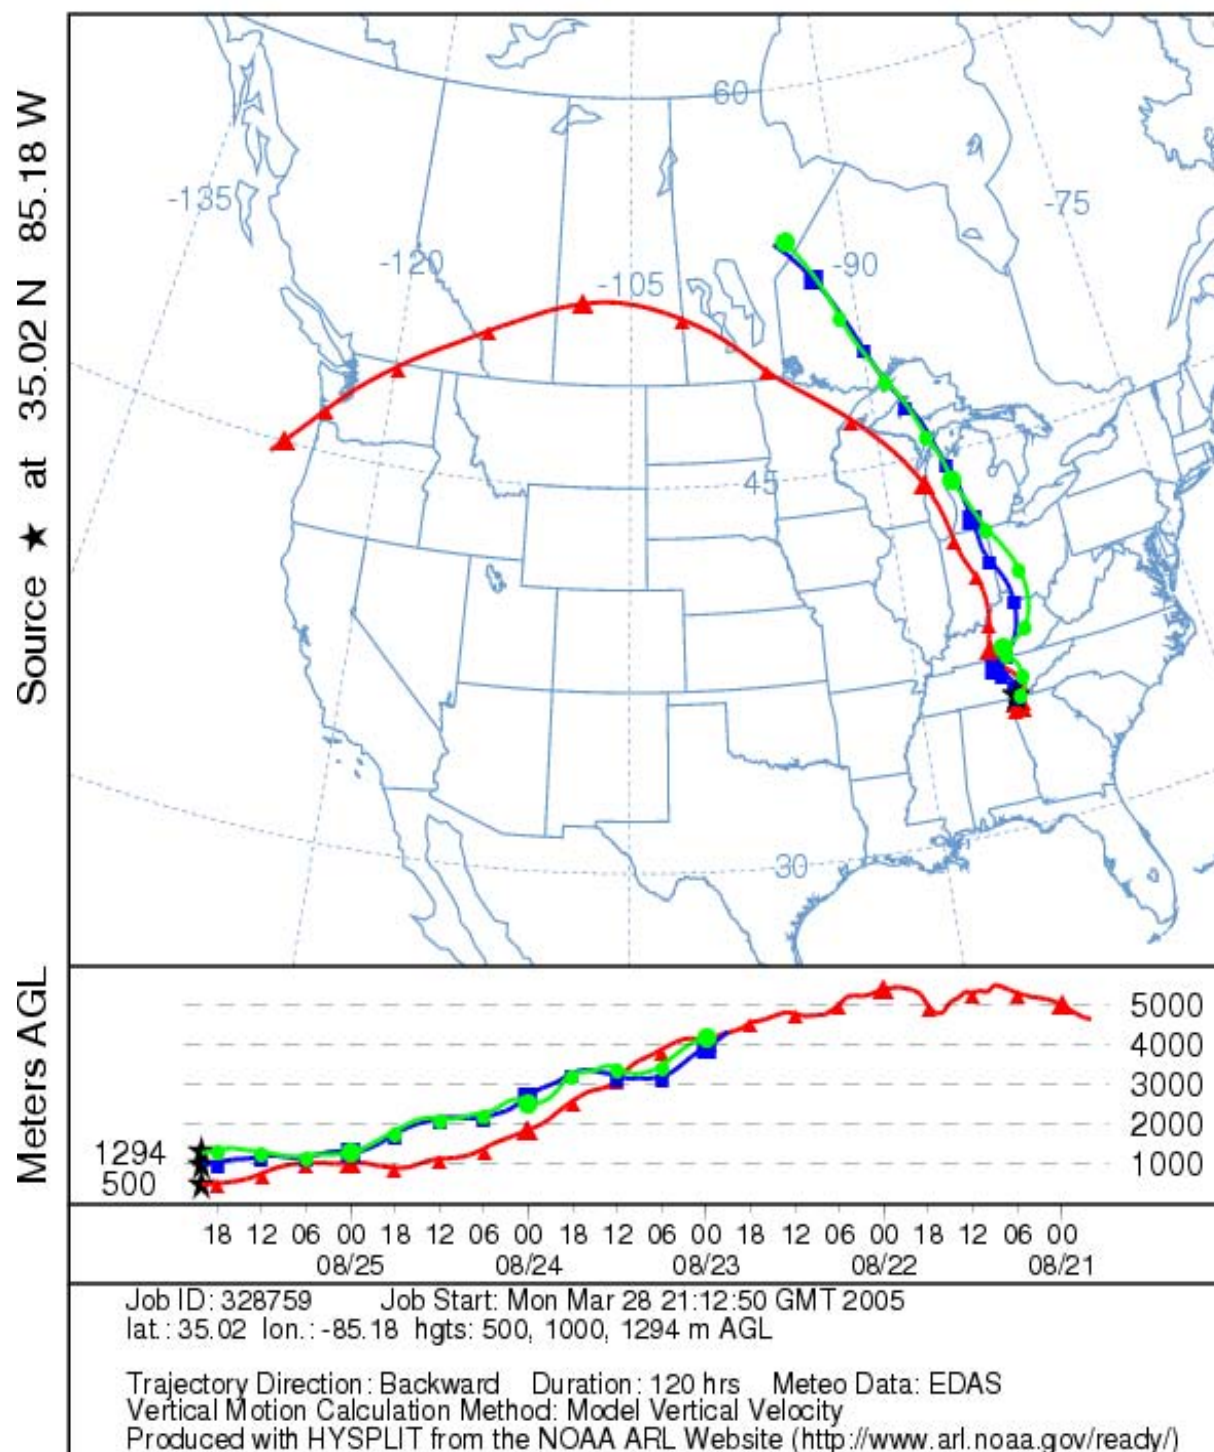 Source ★ at 35.02 N 85.18 W
60
-135
-75
-120
-90
-105
45
30
Meters AGL
5000
4000
3000
2000
1294
1000
500
18 12 06 00 18 12 06 00 18 12 06 00 18 12 06 00 18 12 06 00
08/25 08/24 08/23 08/22 08/21
Job ID: 328759 Job Start: Mon Mar 28 21:12:50 GMT 2005
lat.: 35.02 lon.: -85.18 hgts: 500, 1000, 1294 m AGL
Trajectory Direction: Backward Duration: 120 hrs Meteo Data: EDAS
Vertical Motion Calculation Method: Model Vertical Velocity
Produced with HYSPLIT from the NOAA ARL Website (http://www.arl.noaa.gov/ready/)